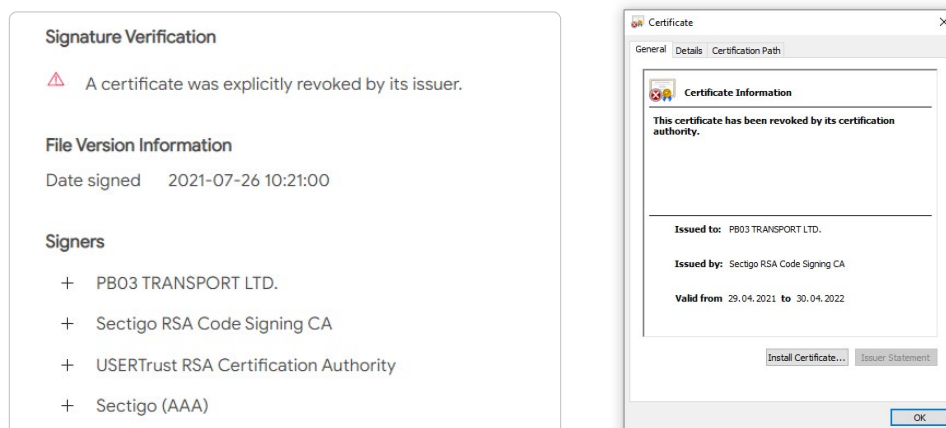 Signature Verification
A certificate was explicitly revoked by its issuer.
File Version Information
Date signed 2021-07-26 10:21:00
Signers
+ PB03 TRANSPORT LTD.
+ Sectigo RSA Code Signing CA
+ USERTrust RSA Certification Authority
+ Sectigo (AAA)
Certificate
General Details Certification Path
Certificate Information
This certificate has been revoked by its certification
authority.
Issued to: PB03 TRANSPORT LTD.
Issued by: Sectigo RSA Code Signing CA
Valid from 29.04.2021 to 30.04.2022
Install Certificate... Issuer Statement
OK